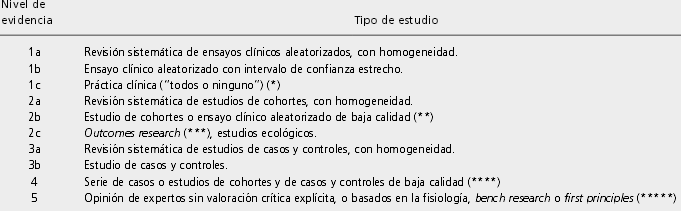 Nivel de
evidencia Tipo de estudio
1a Revisión sistemática de ensayos clínicos aleatorizados, con homogeneidad.
1b Ensayo clínico aleatorizado con intervalo de confianza estrecho.
1c Práctica clínica (“todos o ninguno”) (*)
2a Revisión sistemática de estudios de cohortes, con homogeneidad.
2b Estudio de cohortes o ensayo clínico aleatorizado de baja calidad (**)
2c Outcomes research (***), estudios ecológicos.
3a Revisión sistemática de estudios de casos y controles, con homogeneidad.
3b Estudio de casos y controles.
4 Serie de casos o estudios de cohortes y de casos y controles de baja calidad (****)
5 Opinión de expertos sin valoración crítica explícita, o basados en la fisiología, bench research o first principles (*****)